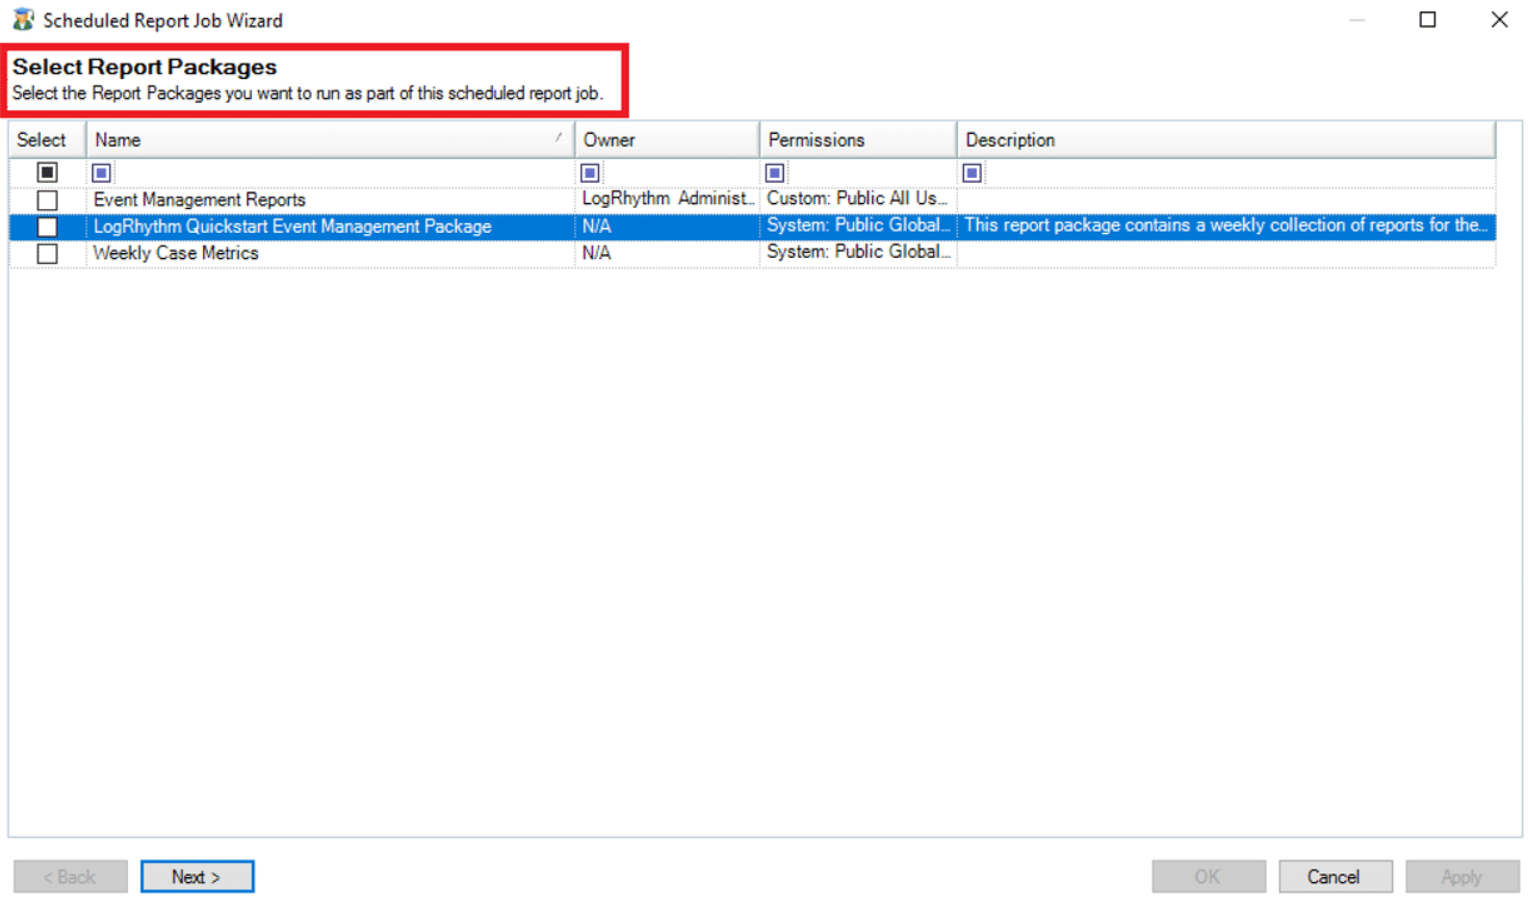 Scheduled Report Job Wizard
Select Report Packages
Select the Report Packages you want to run as part of this scheduled report job.
Select Name Owner Permissions Description
Event Management Reports LogRhythm Administ... Custom: Public All Us...
LogRhythm Quickstart Event Management Package N/A System: Public Global... This report package contains a weekly collection of reports for the...
Weekly Case Metrics N/A System: Public Global...
< Back Next > OK Cancel Apply